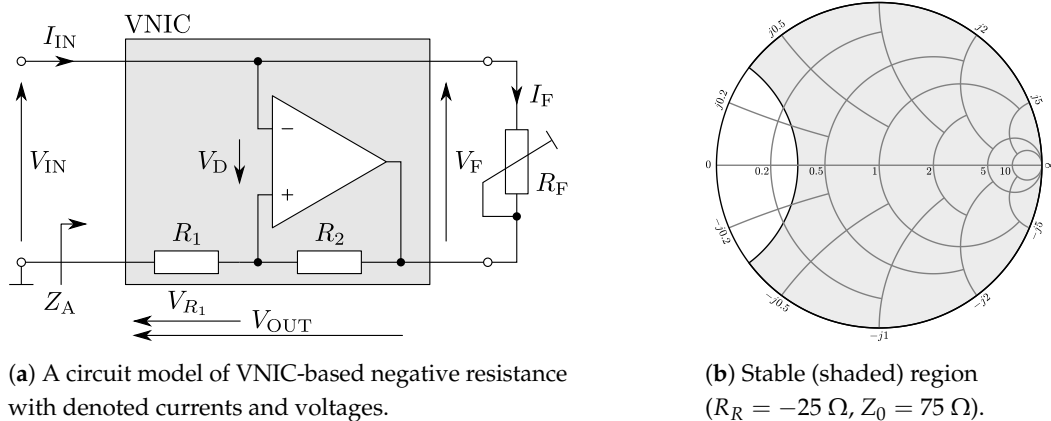 VNIC
I_IN
I_F
V_IN
V_D
−
+
V_F
R_F
R_1
R_2
Z_A
V_{R_1}
V_OUT
(a) A circuit model of VNIC-based negative resistance
with denoted currents and voltages.
j0.5
j2
j0.2
j5
0
0.2
0.5
1
2
5
10
∞
−j0.2
−j5
−j0.5
−j2
−j1
(b) Stable (shaded) region
(R_R = −25 Ω, Z_0 = 75 Ω).